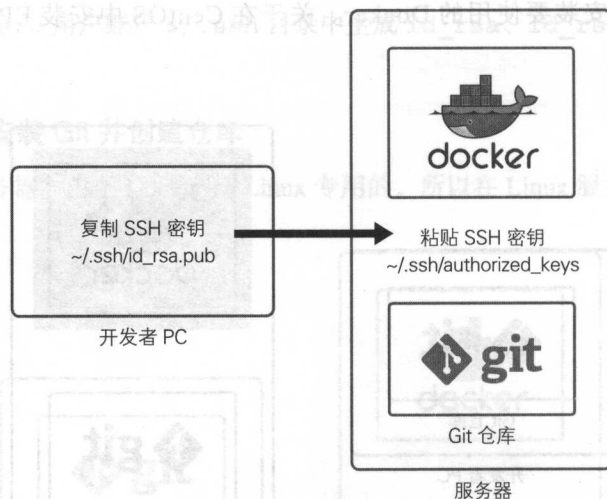 复制 SSH 密钥
~/.ssh/id_rsa.pub
开发者 PC
docker
粘贴 SSH 密钥
~/.ssh/authorized_keys
git
Git 仓库
服务器